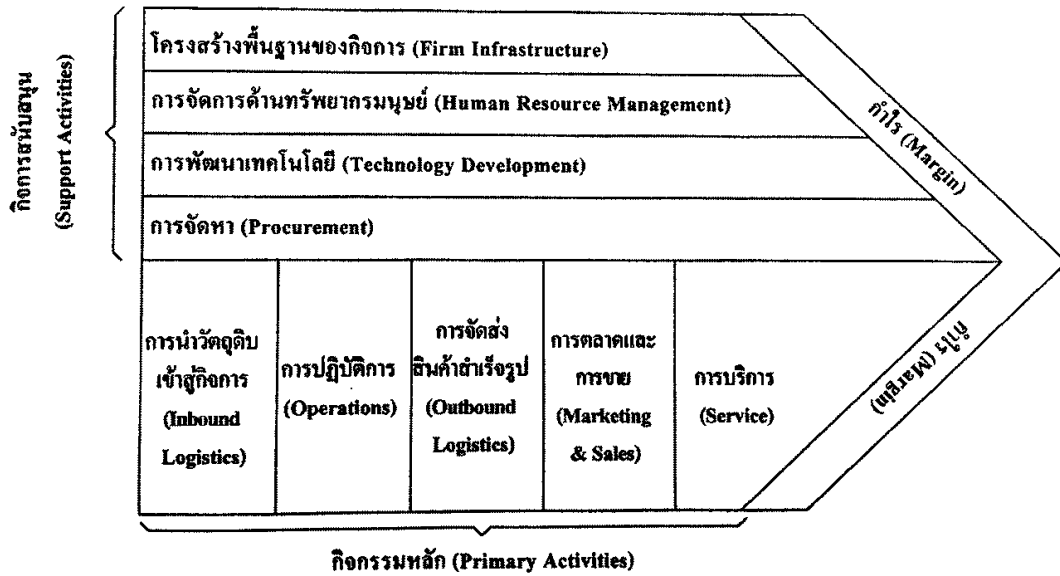 กิจการสนับสนุน
(Support Activities)
โครงสร้างพื้นฐานของกิจการ (Firm Infrastructure)
การจัดการด้านทรัพยากรมนุษย์ (Human Resource Management)
การพัฒนาเทคโนโลยี (Technology Development)
การจัดหา (Procurement)
กำไร (Margin)
การนำวัตถุดิบ
เข้าสู่กิจการ
(Inbound
Logistics)
การปฏิบัติการ
(Operations)
การจัดส่ง
สินค้าสำเร็จรูป
(Outbound
Logistics)
การตลาดและ
การขาย
(Marketing
& Sales)
การบริการ
(Service)
กำไร (Margin)
กิจกรรมหลัก (Primary Activities)